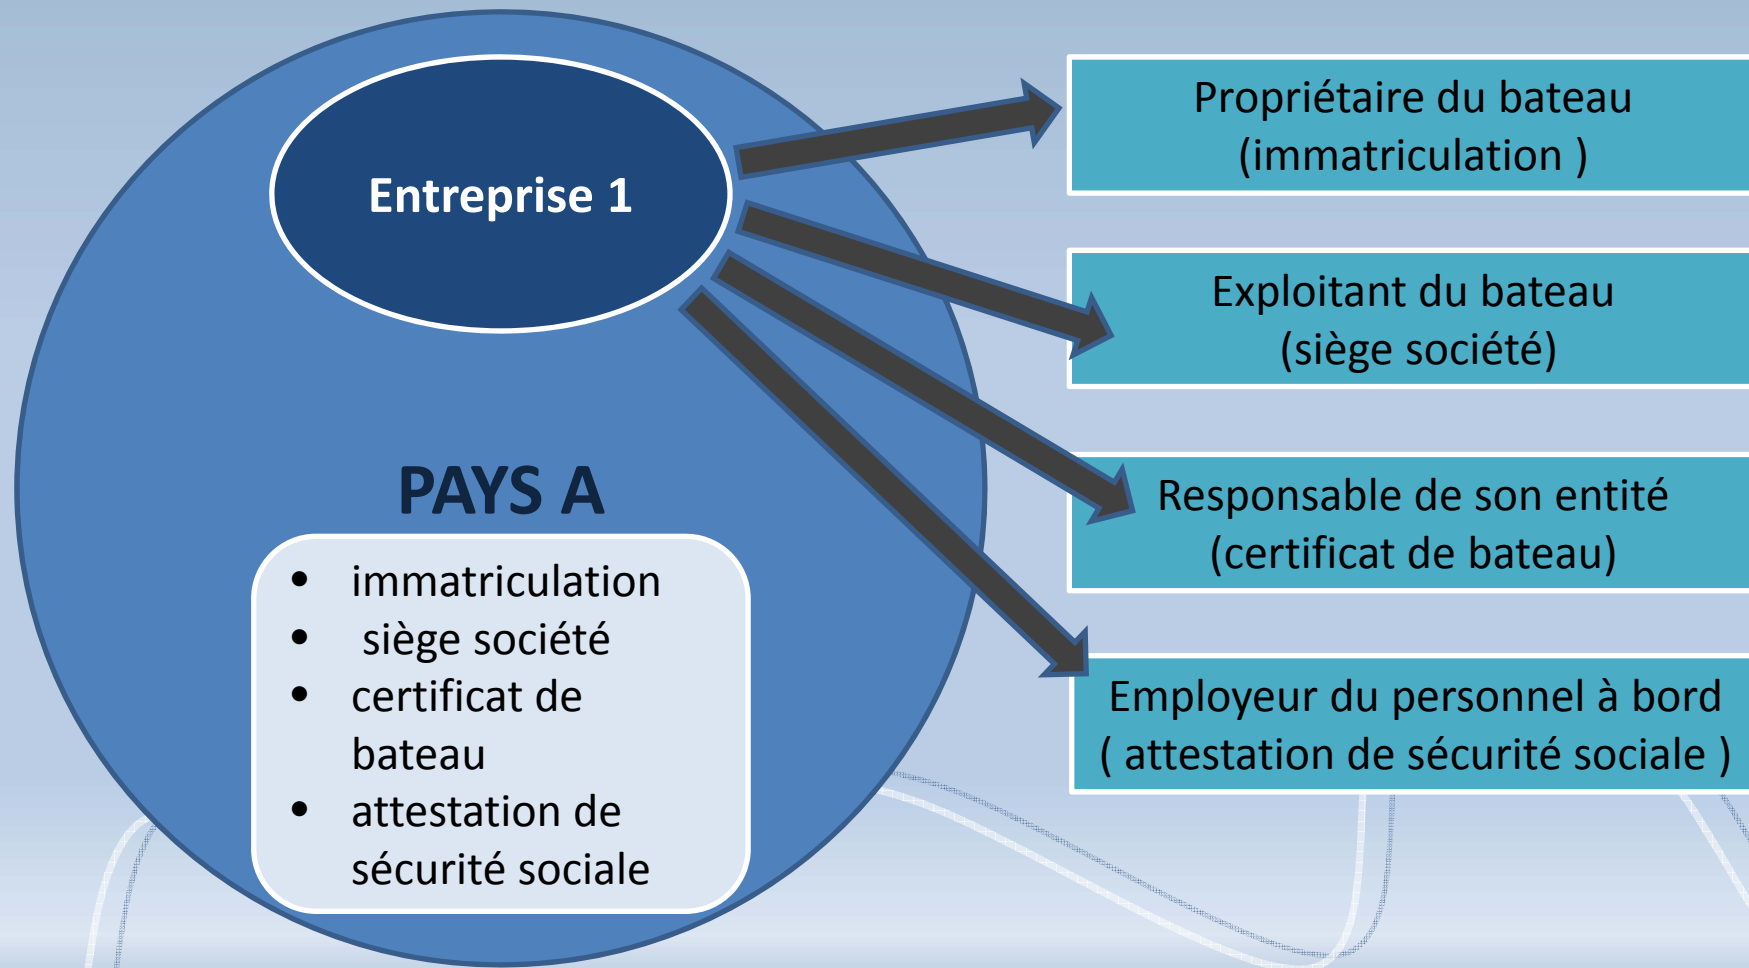 Entreprise 1
PAYS A
• immatriculation
• siège société
• certificat de
bateau
• attestation de
sécurité sociale
Propriétaire du bateau
(immatriculation )
Exploitant du bateau
(siège société)
Responsable de son entité
(certificat de bateau)
Employeur du personnel à bord
( attestation de sécurité sociale )